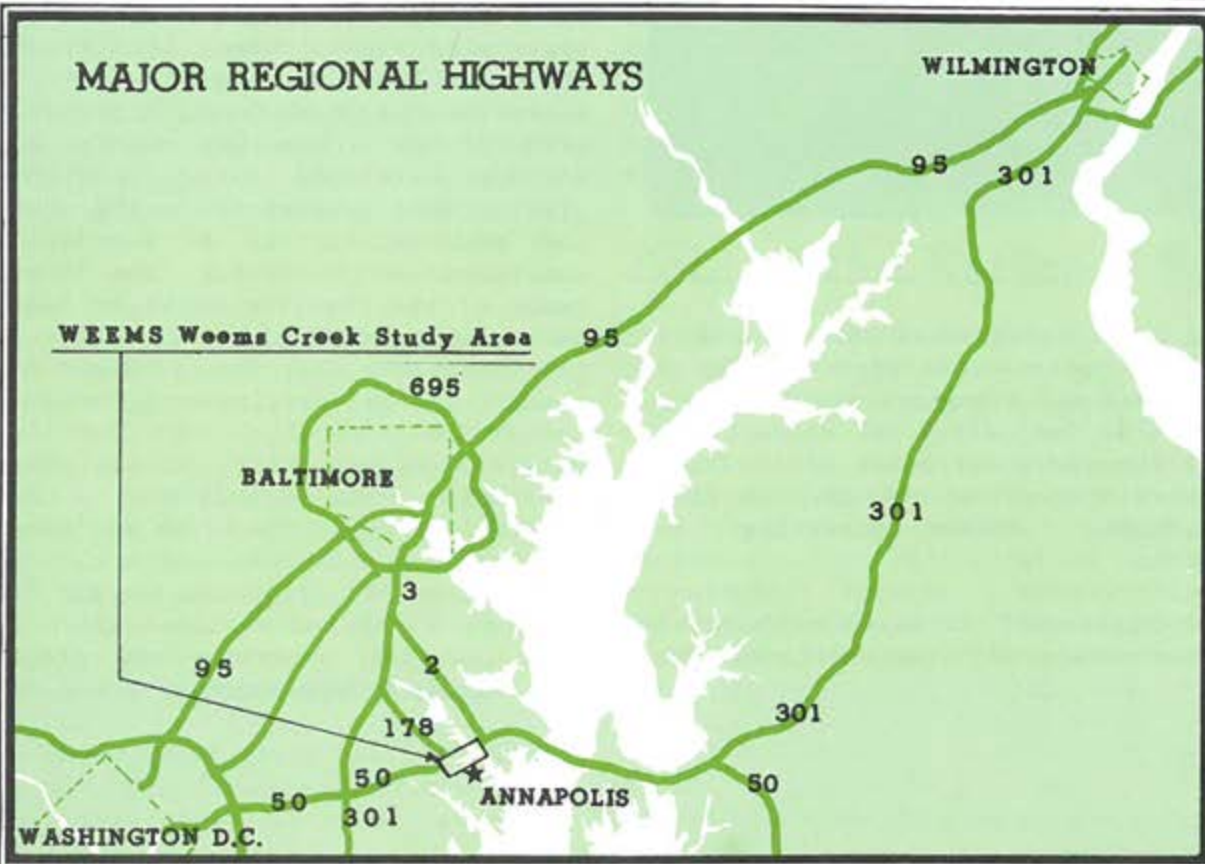 MAJOR REGIONAL HIGHWAYS
WILMINGTON
95
301
WEEMS Weems Creek Study Area
95
695
BALTIMORE
301
3
95
2
178
301
50
50
50
301
ANNAPOLIS
WASHINGTON D.C.